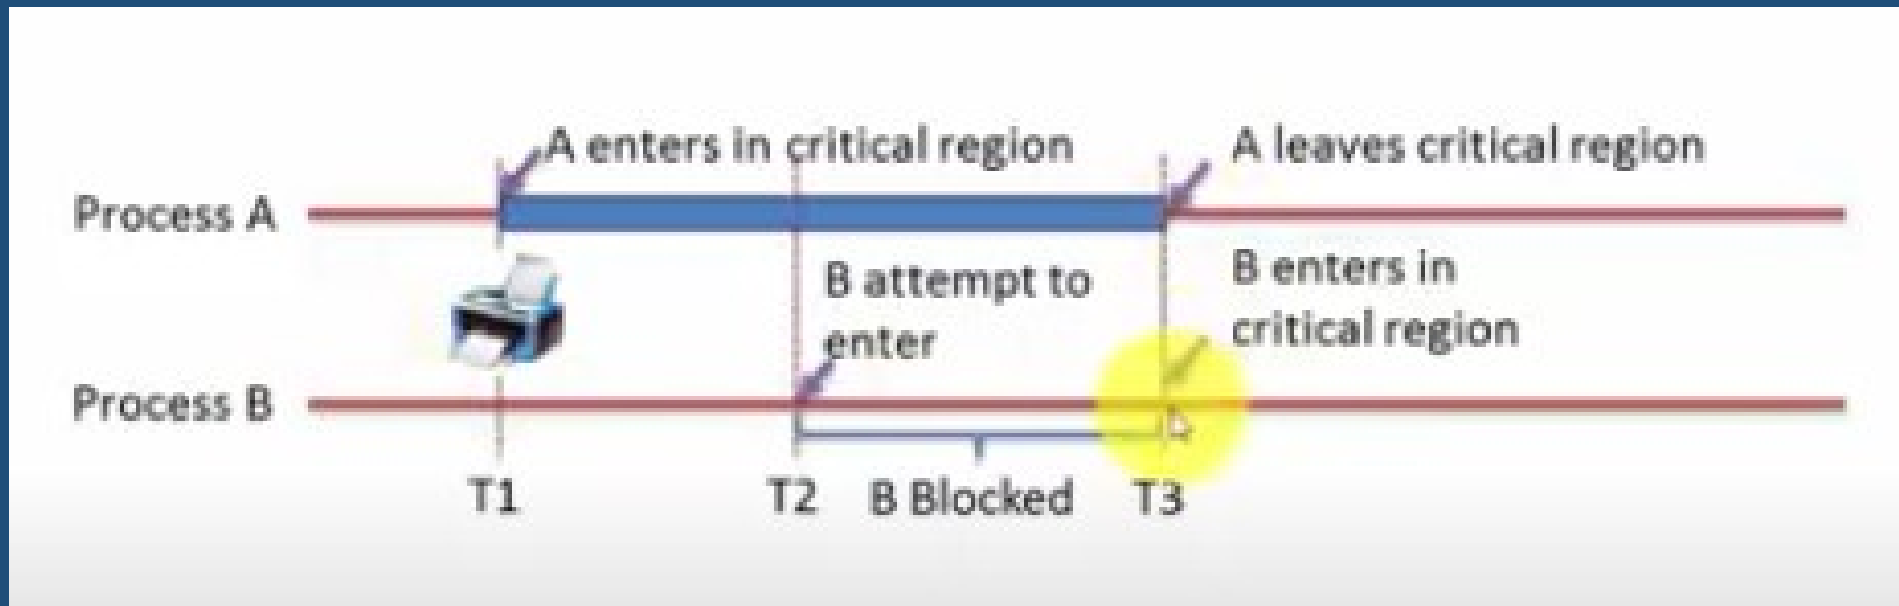 A enters in critical region
A leaves critical region
Process A
B attempt to
enter
B enters in
critical region
Process B
T1
T2
B Blocked
T3